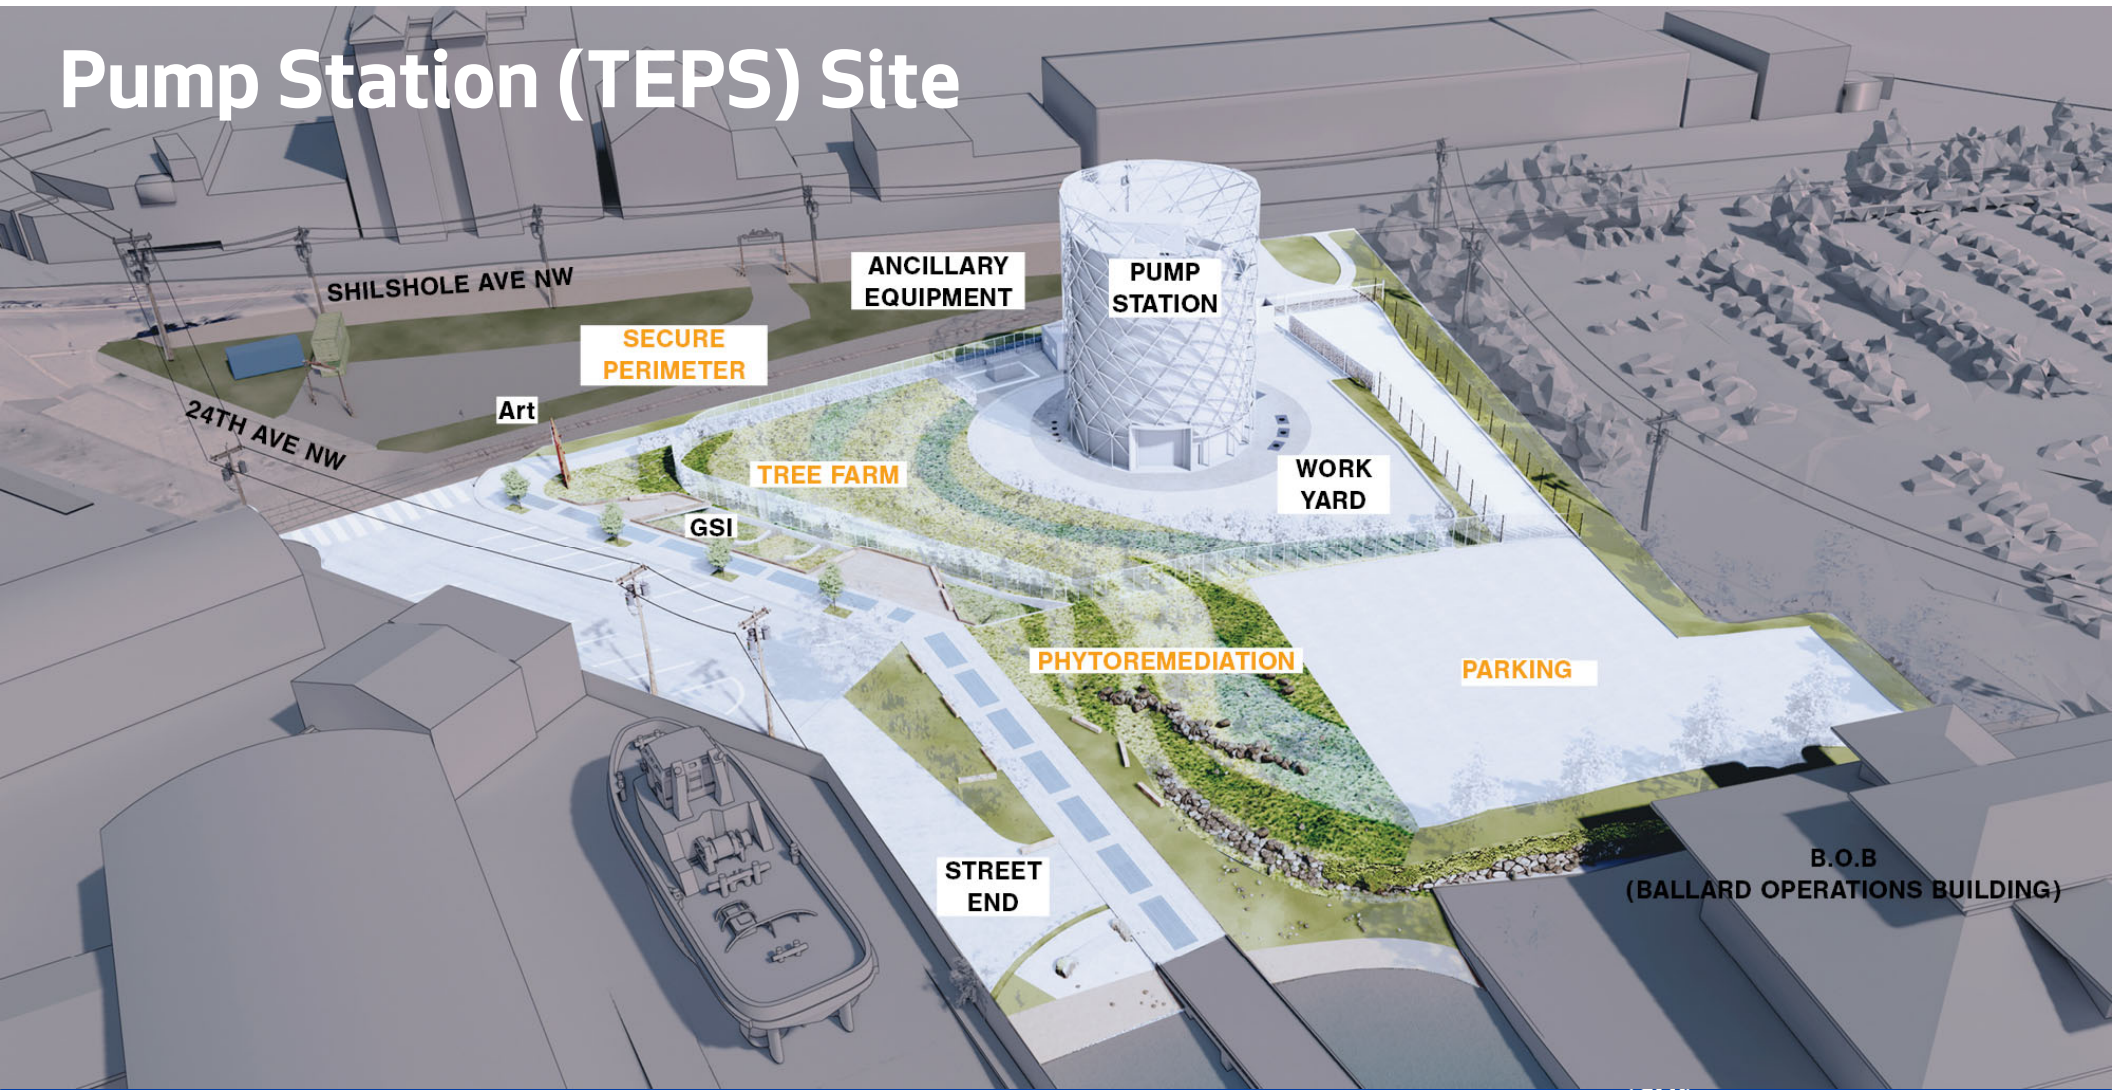 Pump Station (TEPS) Site
SHILSHOLE AVE NW
ANCILLARY
EQUIPMENT
PUMP
STATION
SECURE
PERIMETER
Art
24TH AVE NW
TREE FARM
WORK
YARD
GSI
PHYTOREMEDIATION
PARKING
STREET
END
B.O.B
(BALLARD OPERATIONS BUILDING)